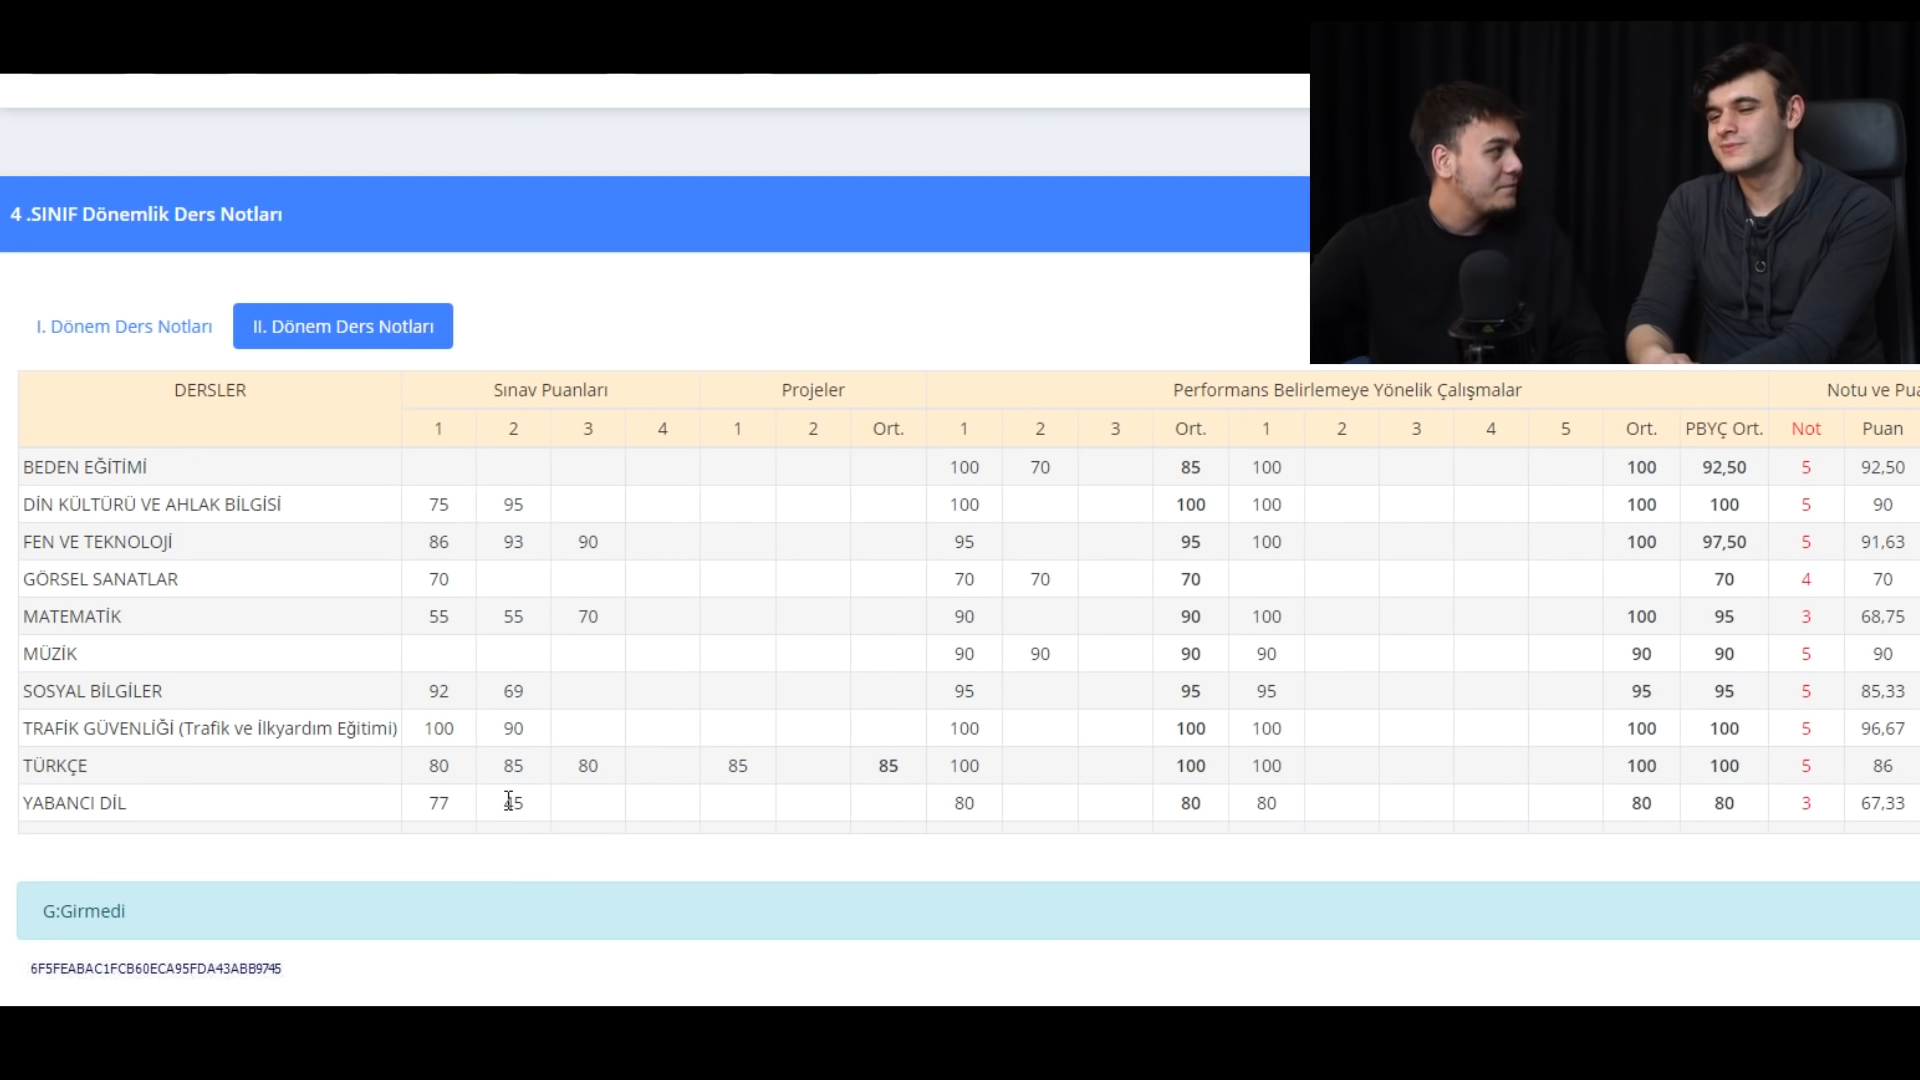 4 .SINIF Dönemlik Ders Notları
I. Dönem Ders Notları II. Dönem Ders Notları
DERSLER Sınav Puanları Projeler Performans Belirlemeye Yönelik Çalışmalar Notu ve
1 2 3 4 1 2 Ort. 1 2 3 Ort. 1 2 3 4 5 Ort. PBYÇ Ort. Not Puan
BEDEN EĞİTİMİ 100 70 85 100 100 92,50 5 92,50
DİN KÜLTÜRÜ VE AHLAK BİLGİSİ 75 95 100 100 100 100 100 5 90
FEN VE TEKNOLOJİ 86 93 90 95 95 100 100 97,50 5 91,63
GÖRSEL SANATLAR 70 70 70 70 70 4 70
MATEMATİK 55 55 70 90 90 100 100 95 3 68,75
MÜZİK 90 90 90 90 90 90 5 90
SOSYAL BİLGİLER 92 69 95 95 95 95 95 5 85,33
TRAFİK GÜVENLİĞİ (Trafik ve İlkyardım Eğitimi) 100 90 100 100 100 100 100 5 96,67
TÜRKÇE 80 85 80 85 85 100 100 100 100 100 5 86
YABANCI DİL 77 45 80 80 80 80 80 3 67,33
G:Girmedi
6F5FEABAC1FCB60ECA95FDA43ABB9745